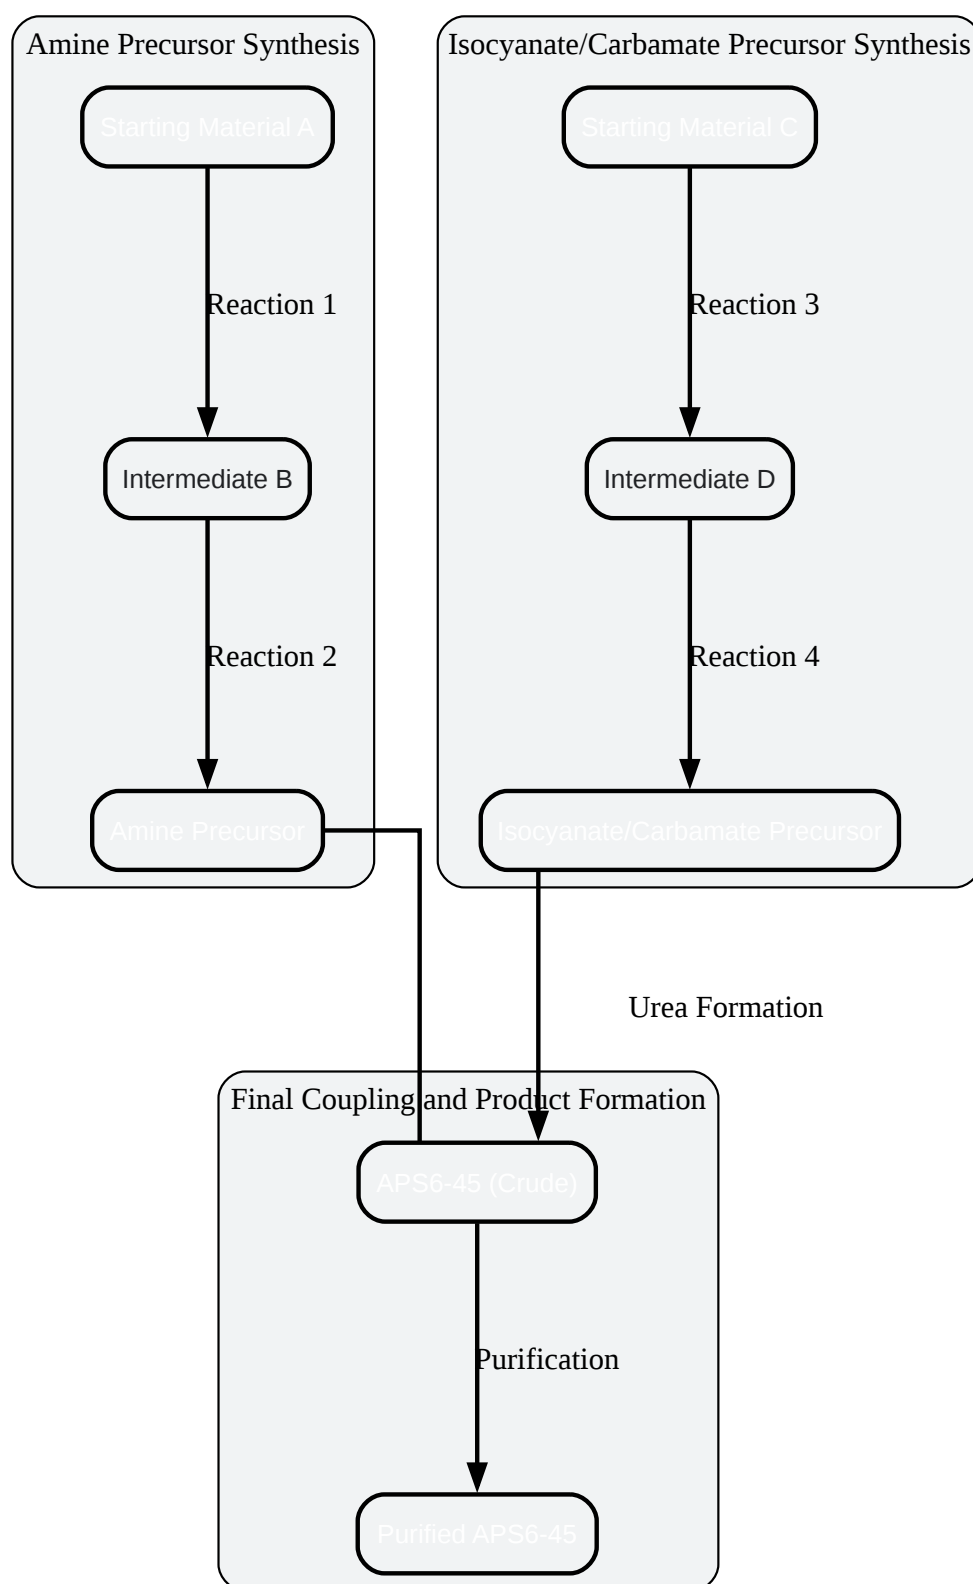 Amine Precursor Synthesis
Starting Material A
Reaction 1
Intermediate B
Reaction 2
Amine Precursor
Isocyanate/Carbamate Precursor Synthesis
Starting Material C
Reaction 3
Intermediate D
Reaction 4
Isocyanate/Carbamate Precursor
Urea Formation
Final Coupling and Product Formation
APS6-45 (Crude)
Purification
Purified APS6-45